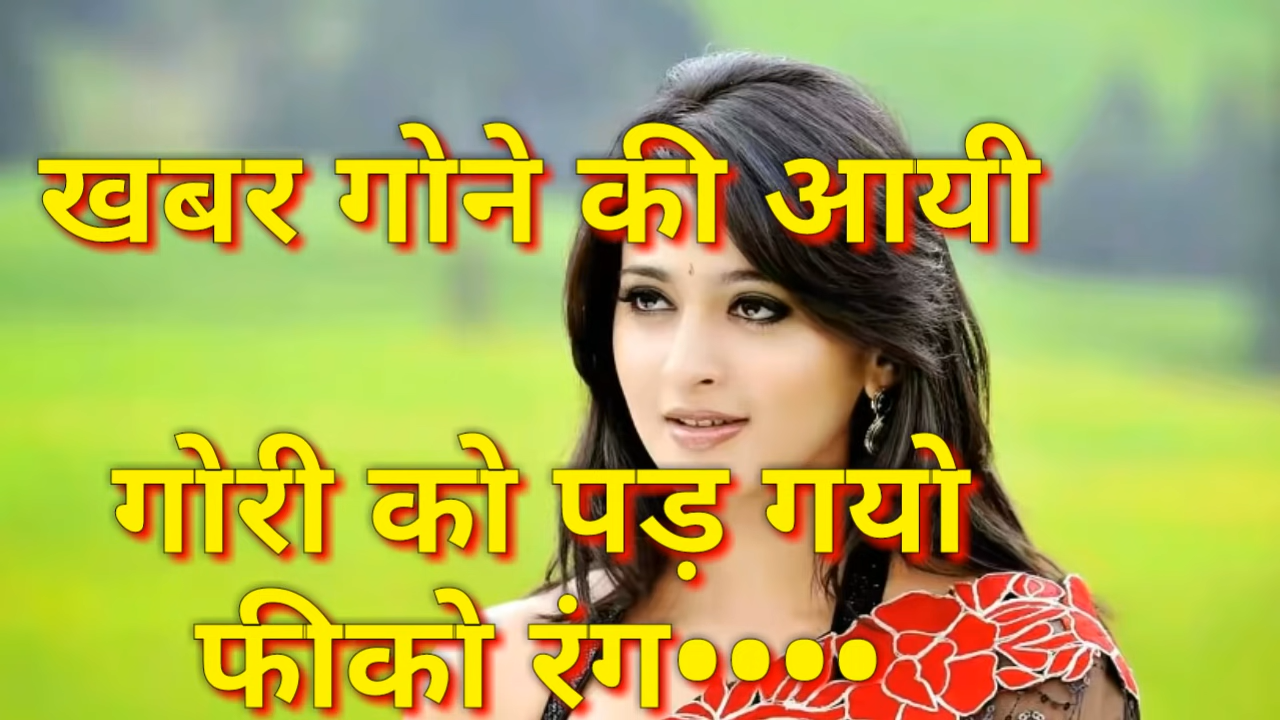 खबर गोने की आयी
गोरी को पड़ गयो
फीको रंग••••